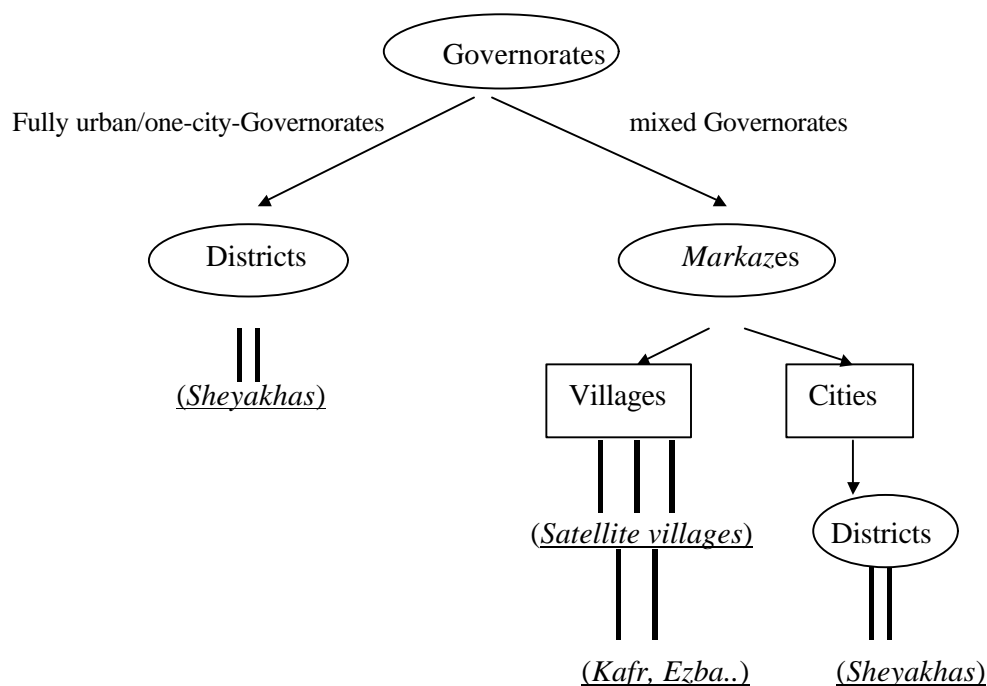 Governorates
Fully urban/one-city-Governorates
mixed Governorates
Districts
Markazes
(Sheyakhas)
Villages
Cities
(Satellite villages)
Districts
(Kafr, Ezba..)
(Sheyakhas)